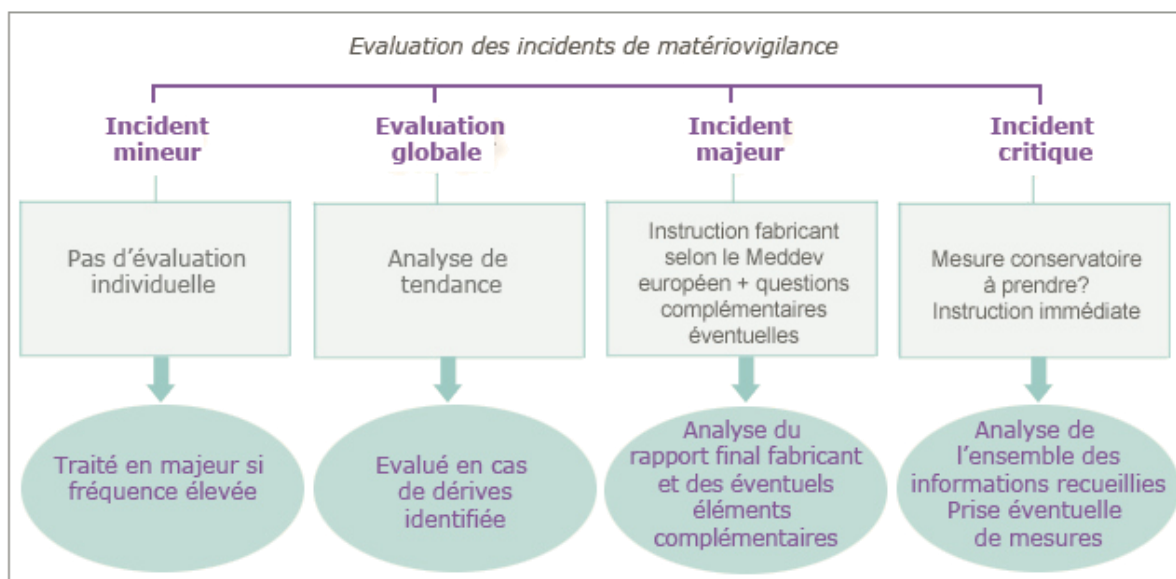 Evaluation des incidents de matèriovigilance
Incident
mineur
Evaluation
globale
Incident
majeur
Incident
critique
Pas d'évaluation
individuelle
Analyse de
tendance
Instruction fabricant
selon le Meddev
européen + questions
complémentaires
éventuelles
Mesure conservatoire
à prendre?
Instruction immédiate
Traité en majeur si
fréquence élevée
Evalué en cas
de dérives
identifiée
Analyse du
rapport final fabricant
et des éventuels
éléments
complémentaires
Analyse de
l'ensemble des
informations recueillies
Prise éventuelle
de mesures